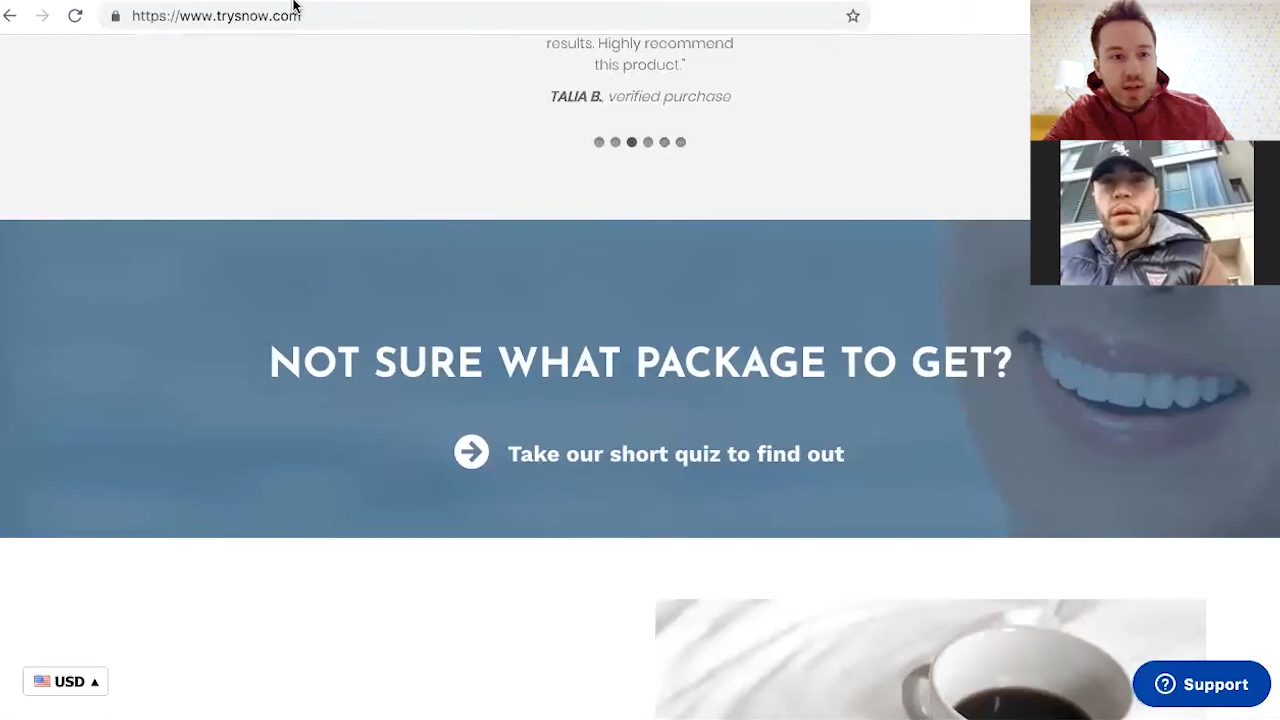 https://www.trysnow.com
results. Highly recommend
this product."
TALIA B., verified purchase
NOT SURE WHAT PACKAGE TO GET?
Take our short quiz to find out
USD
Support